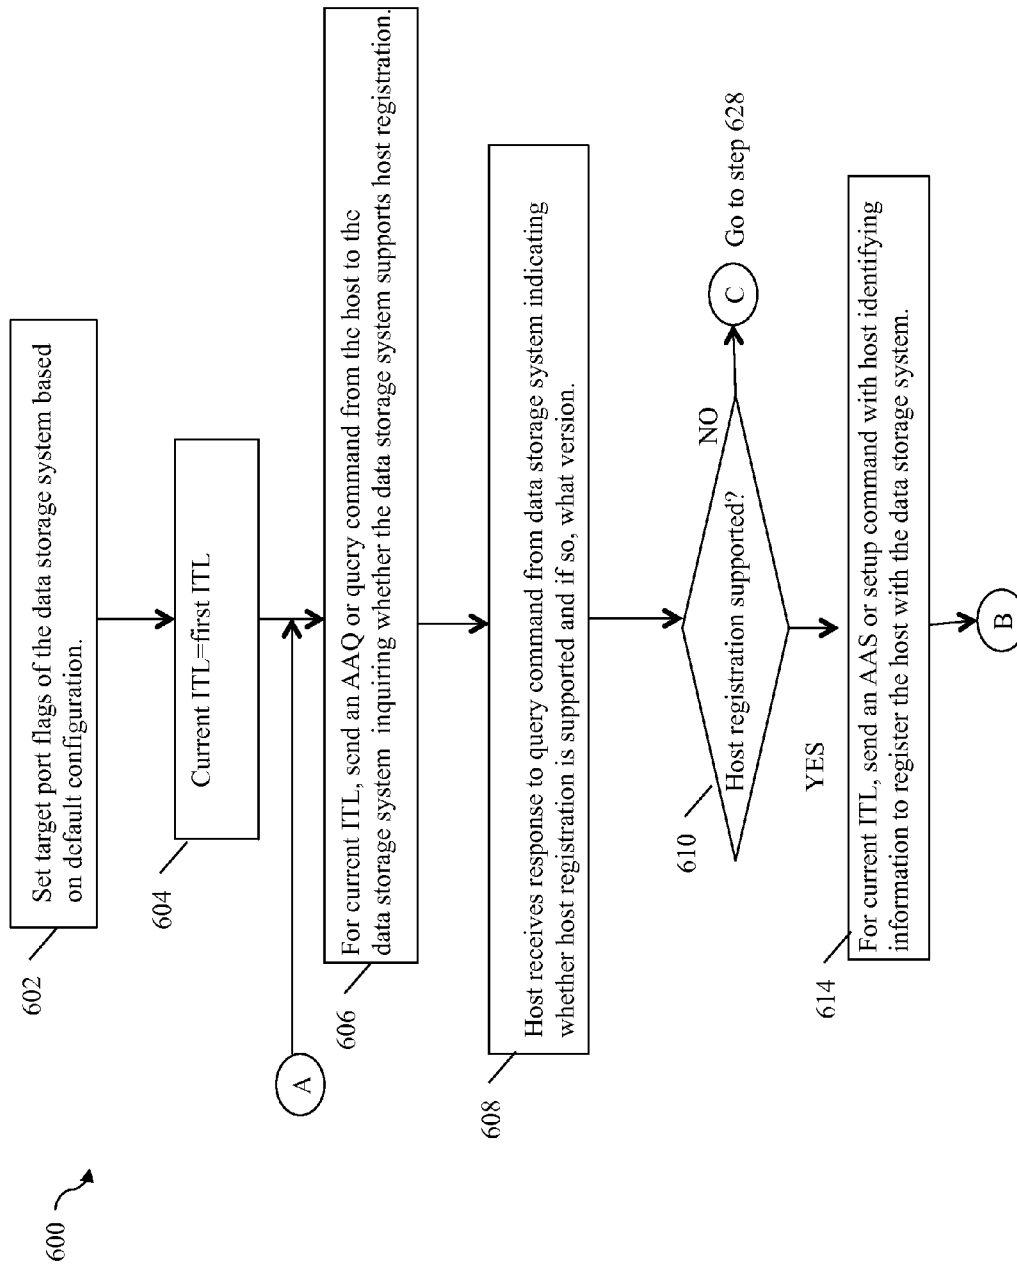 600
602
Set target port flags of the data storage system based
on default configuration.
604
Current ITL=first ITL
A
606
For current ITL, send an AAQ or query command from the host to the
data storage system inquiring whether the data storage system supports host registration.
608
Host receives response to query command from data storage system indicating
whether host registration is supported and if so, what version.
610
Host registration supported?
NO
C
Go to step 628
YES
614
For current ITL, send an AAS or setup command with host identifying
information to register the host with the data storage system.
B